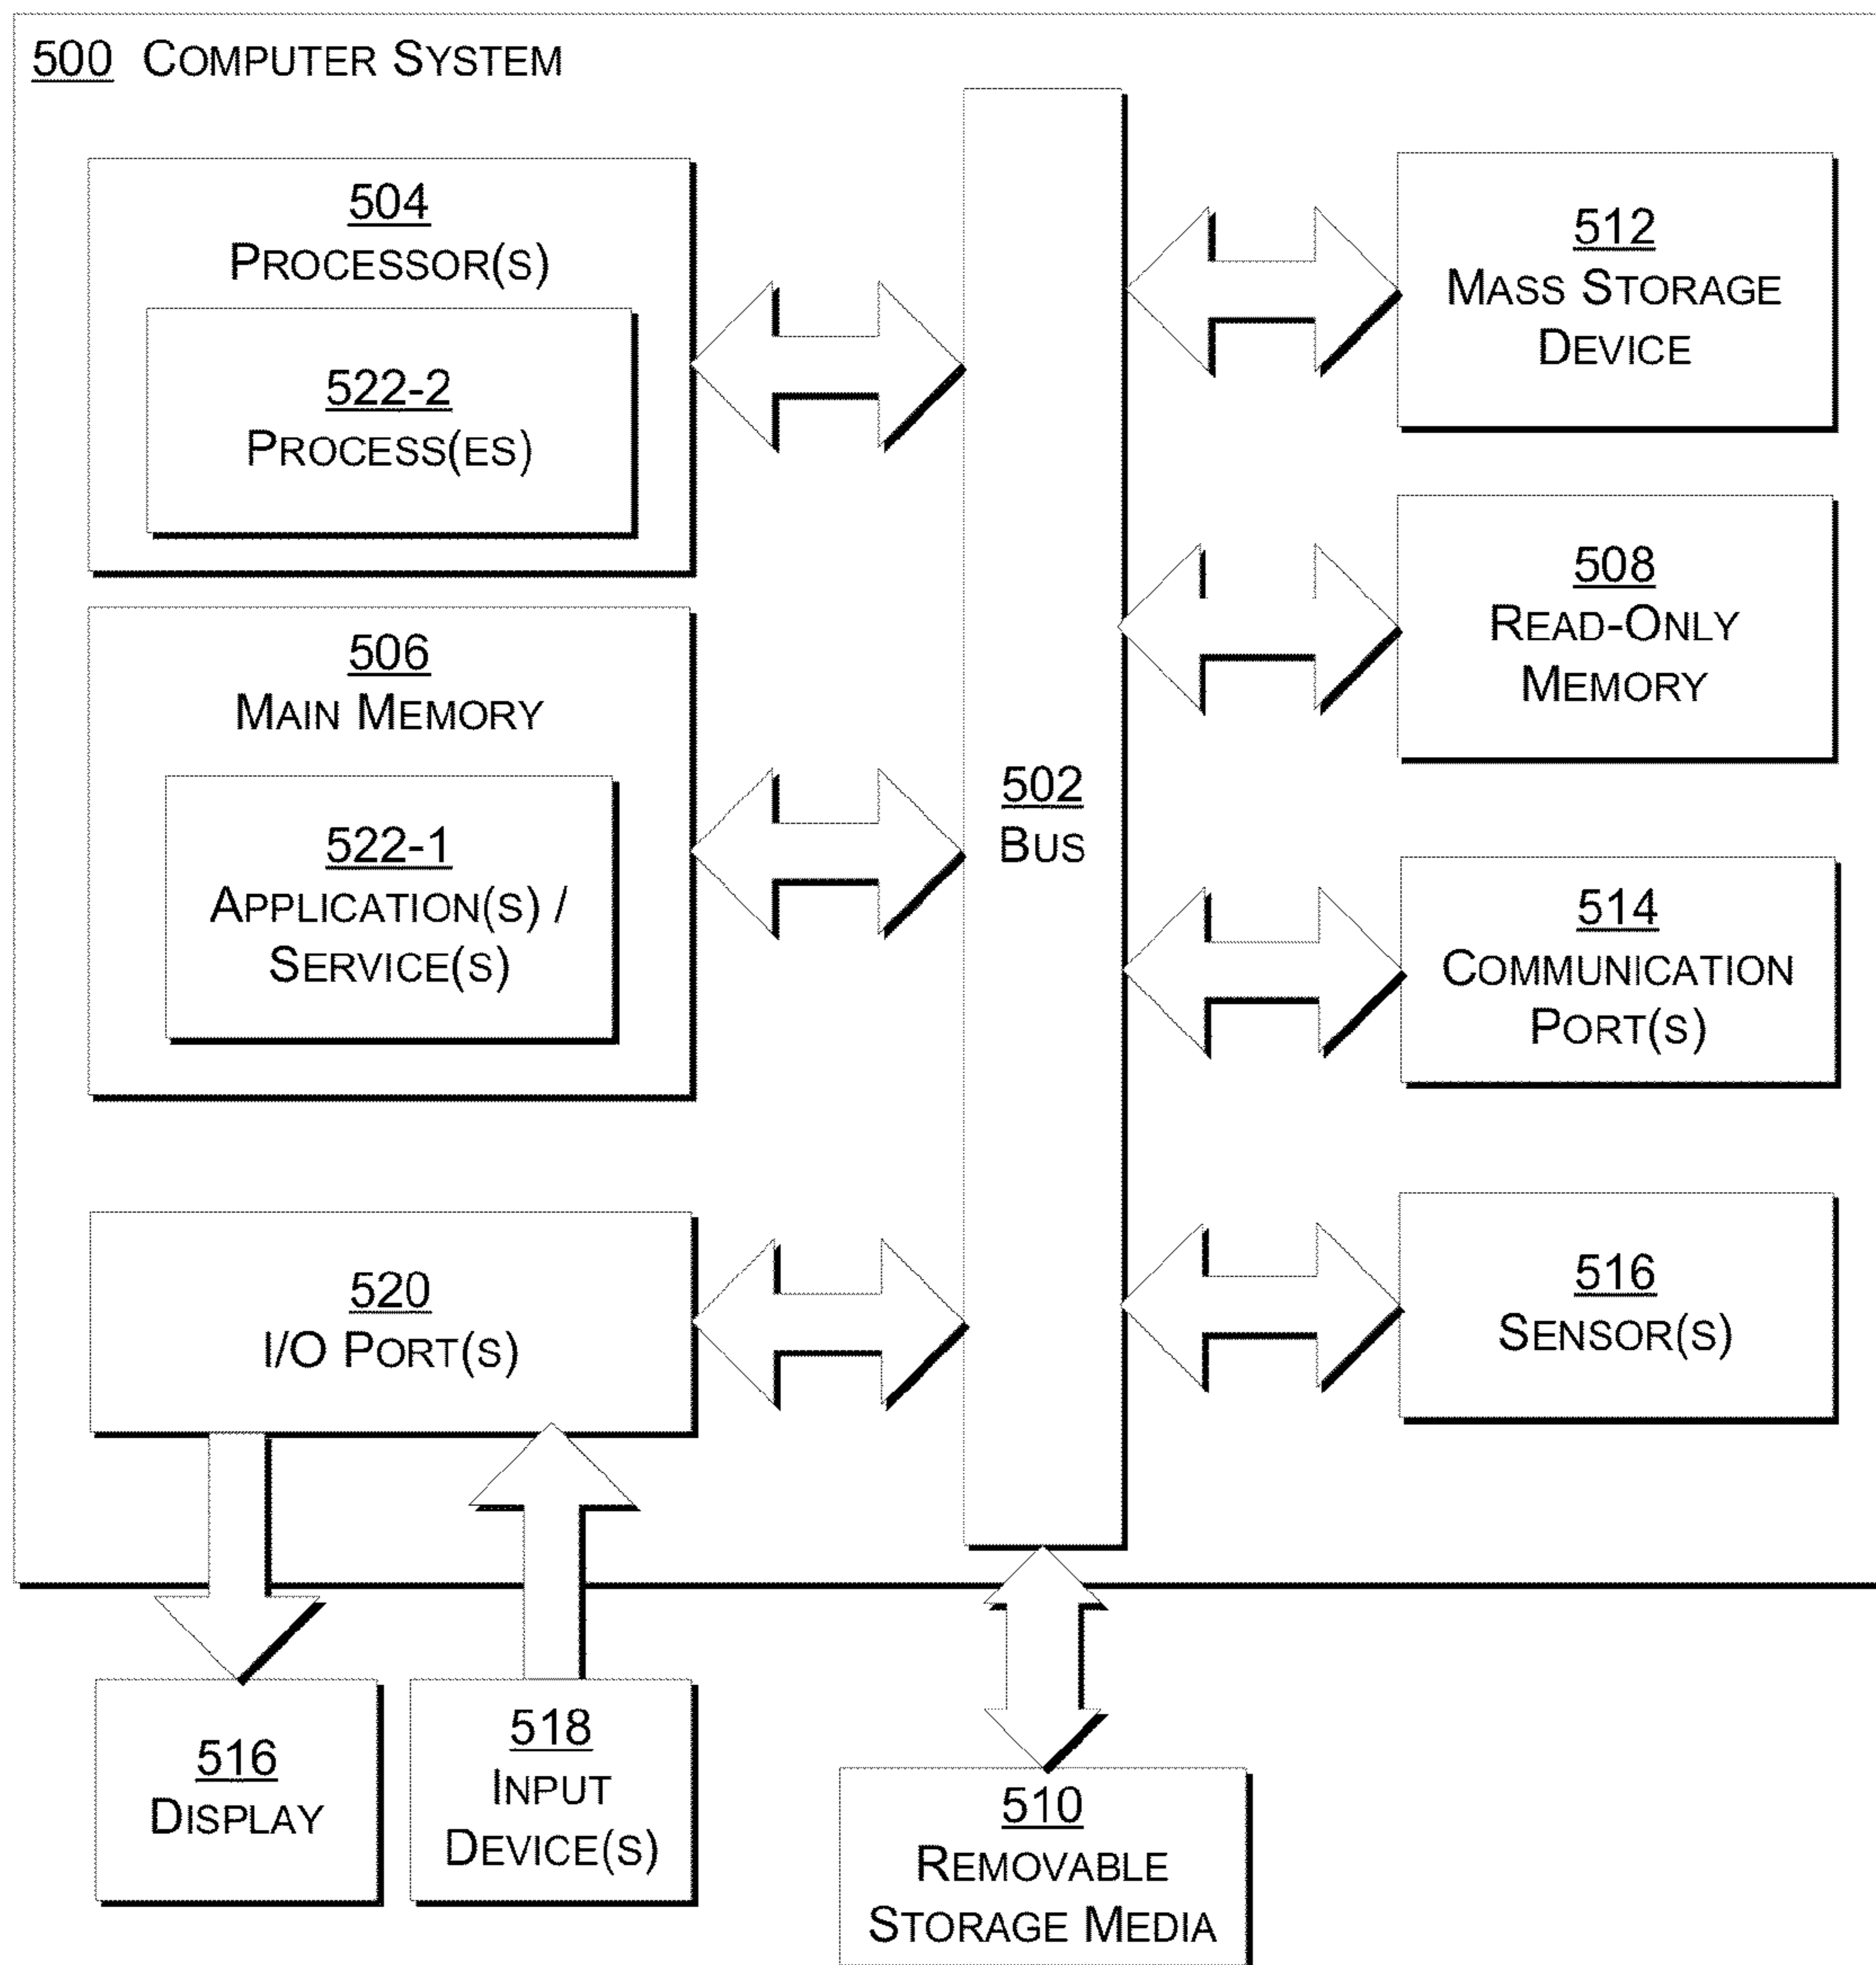 500 COMPUTER SYSTEM
504
PROCESSOR(S)
522-2
PROCESS(ES)
506
MAIN MEMORY
522-1
APPLICATION(S) /
SERVICE(S)
520
I/O PORT(S)
502
BUS
512
MASS STORAGE
DEVICE
508
READ-ONLY
MEMORY
514
COMMUNICATION
PORT(S)
516
SENSOR(S)
516
DISPLAY
518
INPUT
DEVICE(S)
510
REMOVABLE
STORAGE MEDIA